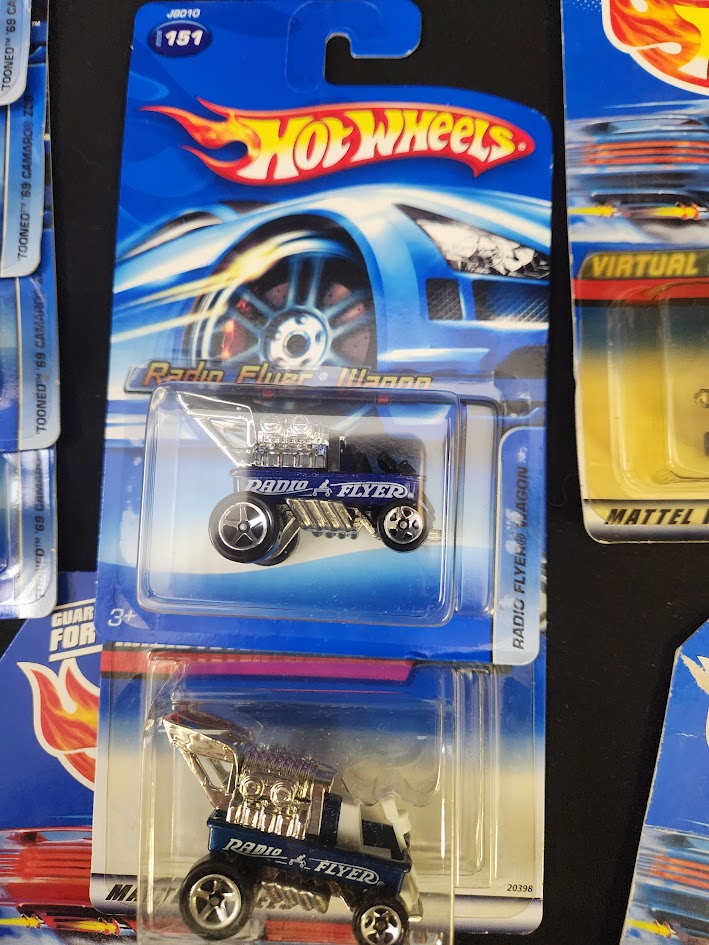 J8010
151
HOT WHEELS®
Radio Flyer® Wagon
RADIO FLYER
RADIO FLYER® WAGON
3+
RADIO FLYER
20398
TOONED™ '69 CA
TOONED™ '69 CAMARO® Z28
TOONED™ '69 CAMARO
'69 CAMARO
GUAR
FOR
VIRTUAL
MATTEL